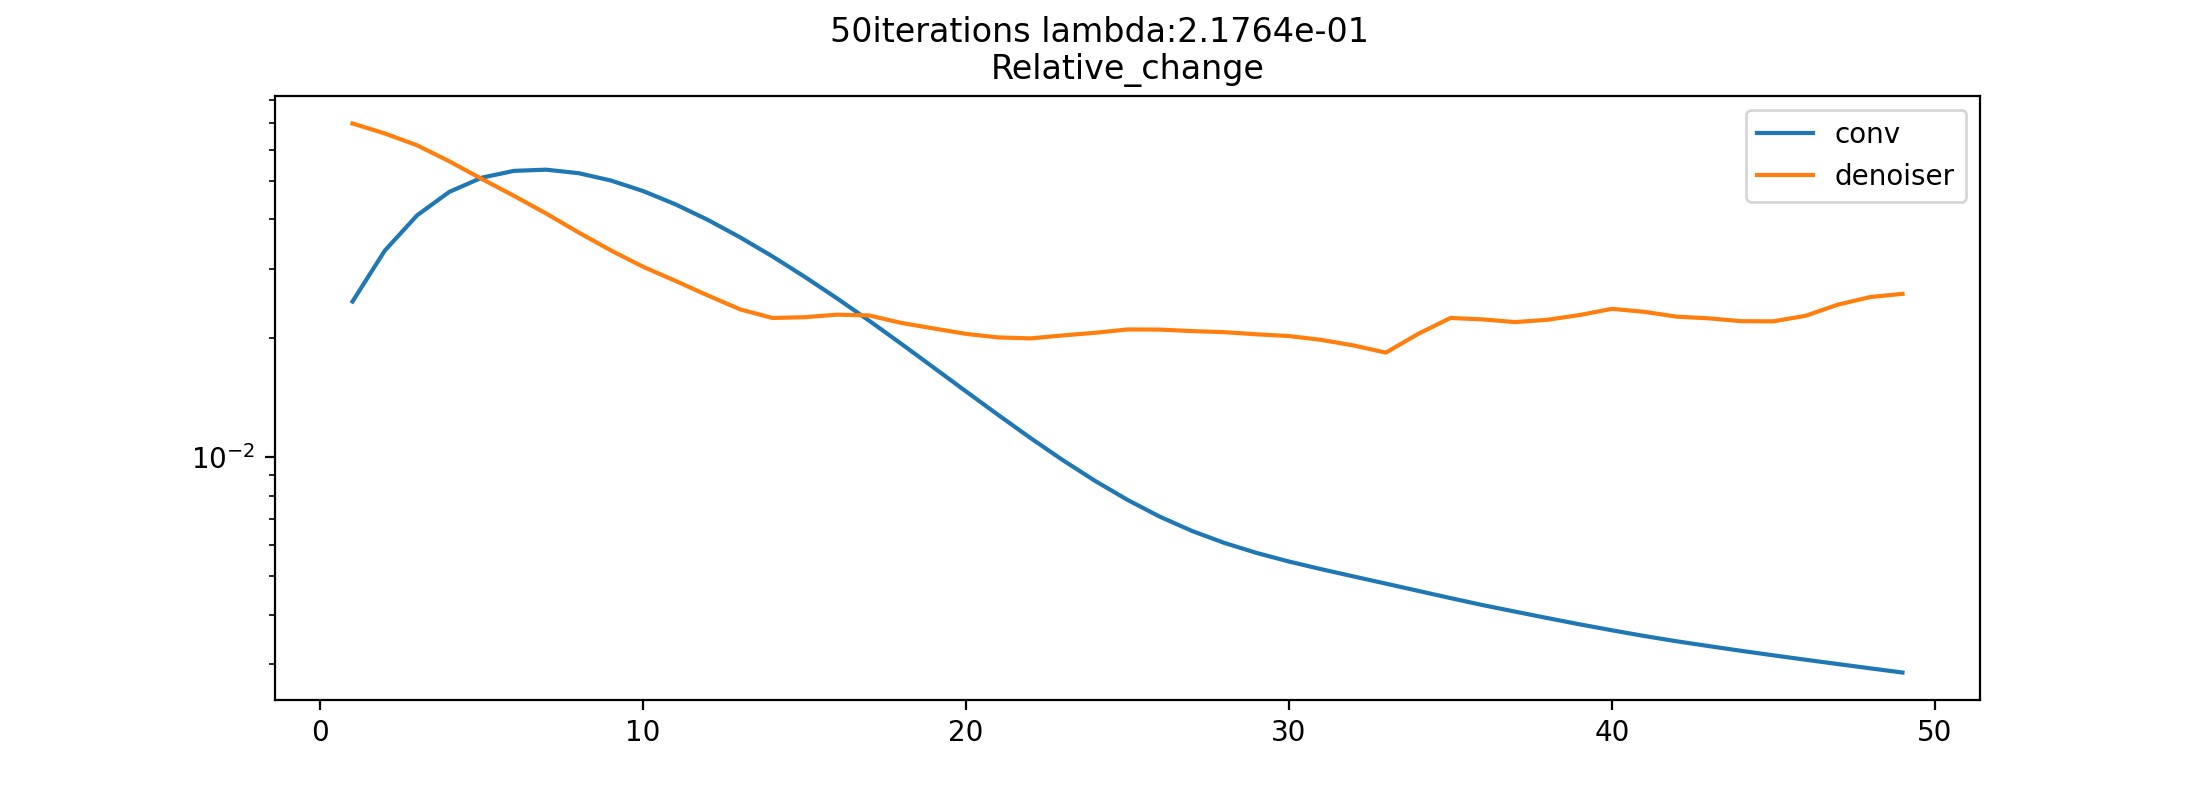 50iterations lambda:2.1764e-01
Relative_change
conv
denoiser
10⁻²
0 10 20 30 40 50